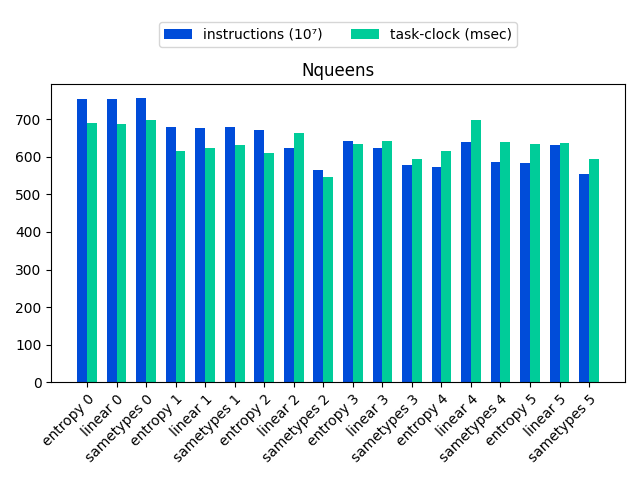 instructions (10⁷) task-clock (msec)
Nqueens
700
600
500
400
300
200
100
0
entropy 0
linear 0
sametypes 0
entropy 1
linear 1
sametypes 1
entropy 2
linear 2
sametypes 2
entropy 3
linear 3
sametypes 3
entropy 4
linear 4
sametypes 4
entropy 5
linear 5
sametypes 5